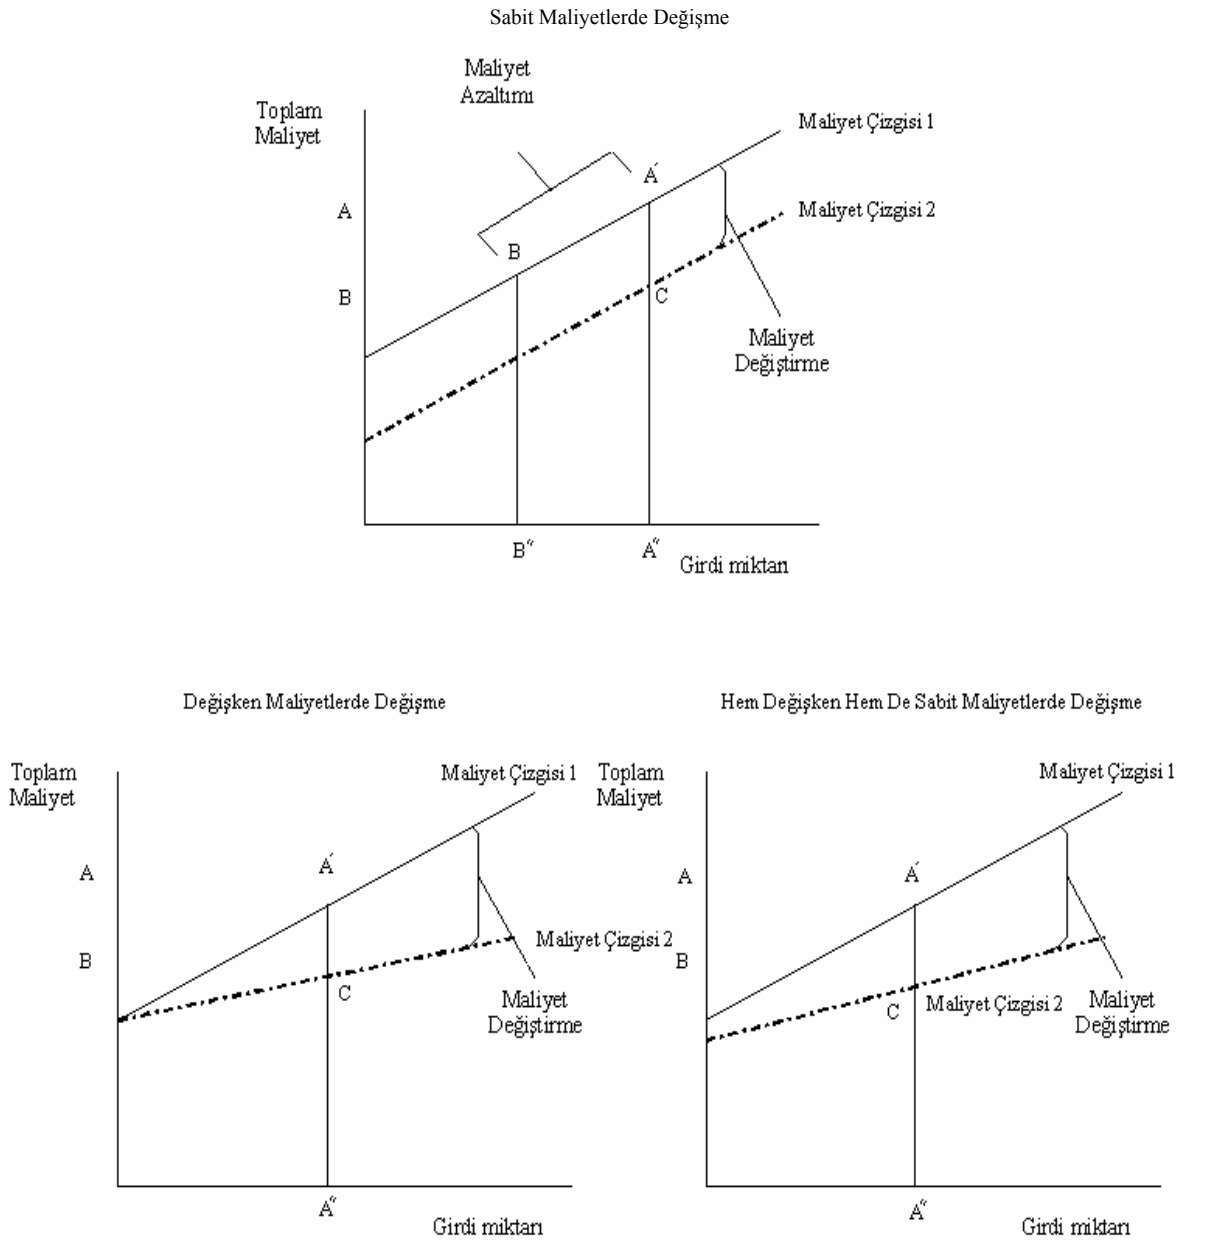 Sabit Maliyetlerde Değişme
Maliyet
Azaltımı
Toplam
Maliyet
Maliyet Çizgisi 1
A
A′
Maliyet Çizgisi 2
B
B
C
Maliyet
Değiştirme
B″
A″
Girdi miktarı
Değişken Maliyetlerde Değişme
Toplam
Maliyet
Maliyet Çizgisi 1
A′
A
B
Maliyet Çizgisi 2
C
Maliyet
Değiştirme
A″
Girdi miktarı
Hem Değişken Hem De Sabit Maliyetlerde Değişme
Toplam
Maliyet
Maliyet Çizgisi 1
A′
A
B
C
Maliyet Çizgisi 2
Maliyet
Değiştirme
A″
Girdi miktarı